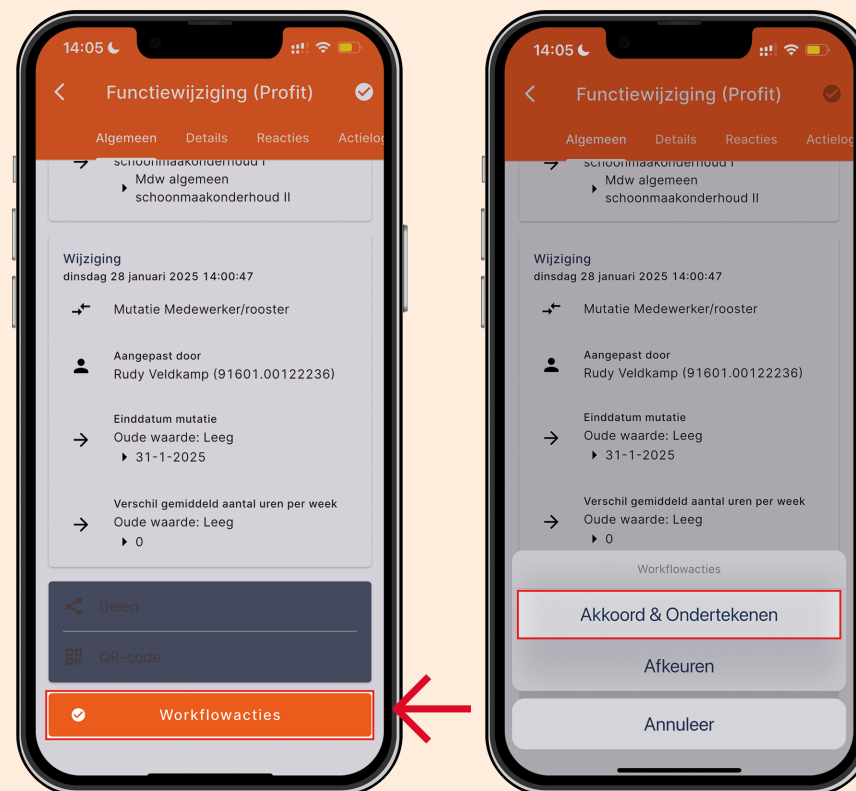 14:05
Functiewijziging (Profit)
Algemeen Details Reacties Actielog
schoonmaakonderhoud I
Mdw algemeen
schoonmaakonderhoud II
Wijziging
dinsdag 28 januari 2025 14:00:47
Mutatie Medewerker/rooster
Aangepast door
Rudy Veldkamp (91601.00122236)
Einddatum mutatie
Oude waarde: Leeg
31-1-2025
Verschil gemiddeld aantal uren per week
Oude waarde: Leeg
0
Delen
QR-code
Workflowacties
14:05
Functiewijziging (Profit)
Algemeen Details Reacties Actielog
schoonmaakonderhoud I
Mdw algemeen
schoonmaakonderhoud II
Wijziging
dinsdag 28 januari 2025 14:00:47
Mutatie Medewerker/rooster
Aangepast door
Rudy Veldkamp (91601.00122236)
Einddatum mutatie
Oude waarde: Leeg
31-1-2025
Verschil gemiddeld aantal uren per week
Oude waarde: Leeg
0
Workflowacties
Akkoord & Ondertekenen
Afkeuren
Annuleer